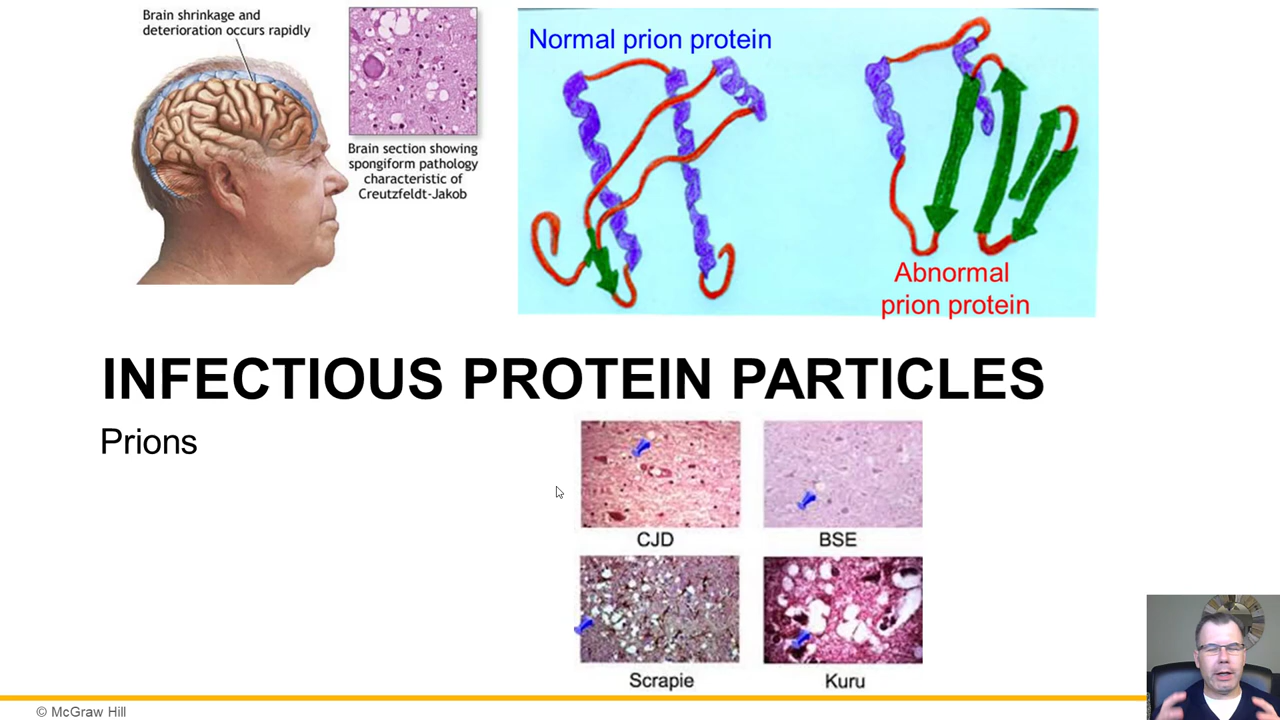 Brain shrinkage and
deterioration occurs rapidly
Brain section showing
spongiform pathology
characteristic of
Creutzfeldt-Jakob
Normal prion protein
Abnormal
prion protein
INFECTIOUS PROTEIN PARTICLES
Prions
CJD
BSE
Scrapie
Kuru
© McGraw Hill